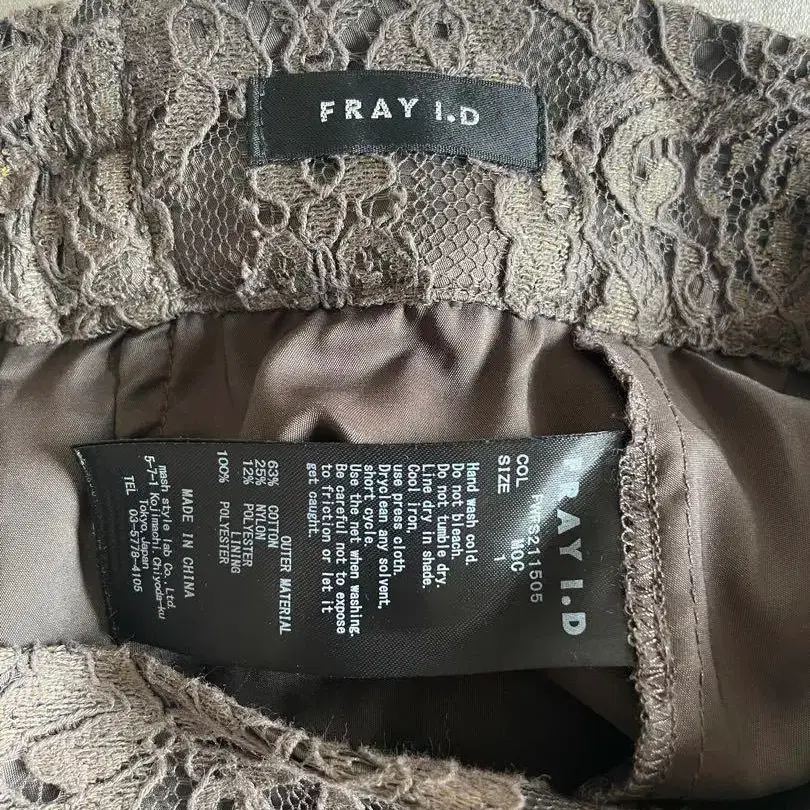 FRAY I.D
FRAY I.D
FWFS211505
COL MOC
SIZE 1
Hand wash cold.
Do not bleach.
Do not tumble dry.
Line dry in shade.
Cool iron,
use press cloth.
Dryclean any solvent,
short cycle.
Use the net when washing.
Be careful not to expose
to friction or let it
get caught.
OUTER MATERIAL
63% COTTON
25% NYLON
12% POLYESTER
LINING
100% POLYESTER
MADE IN CHINA
mash style lab Co. Ltd.
5-7-1 Kojimachi Chiyoda-ku
Tokyo, Japan
TEL 03-5778-4105